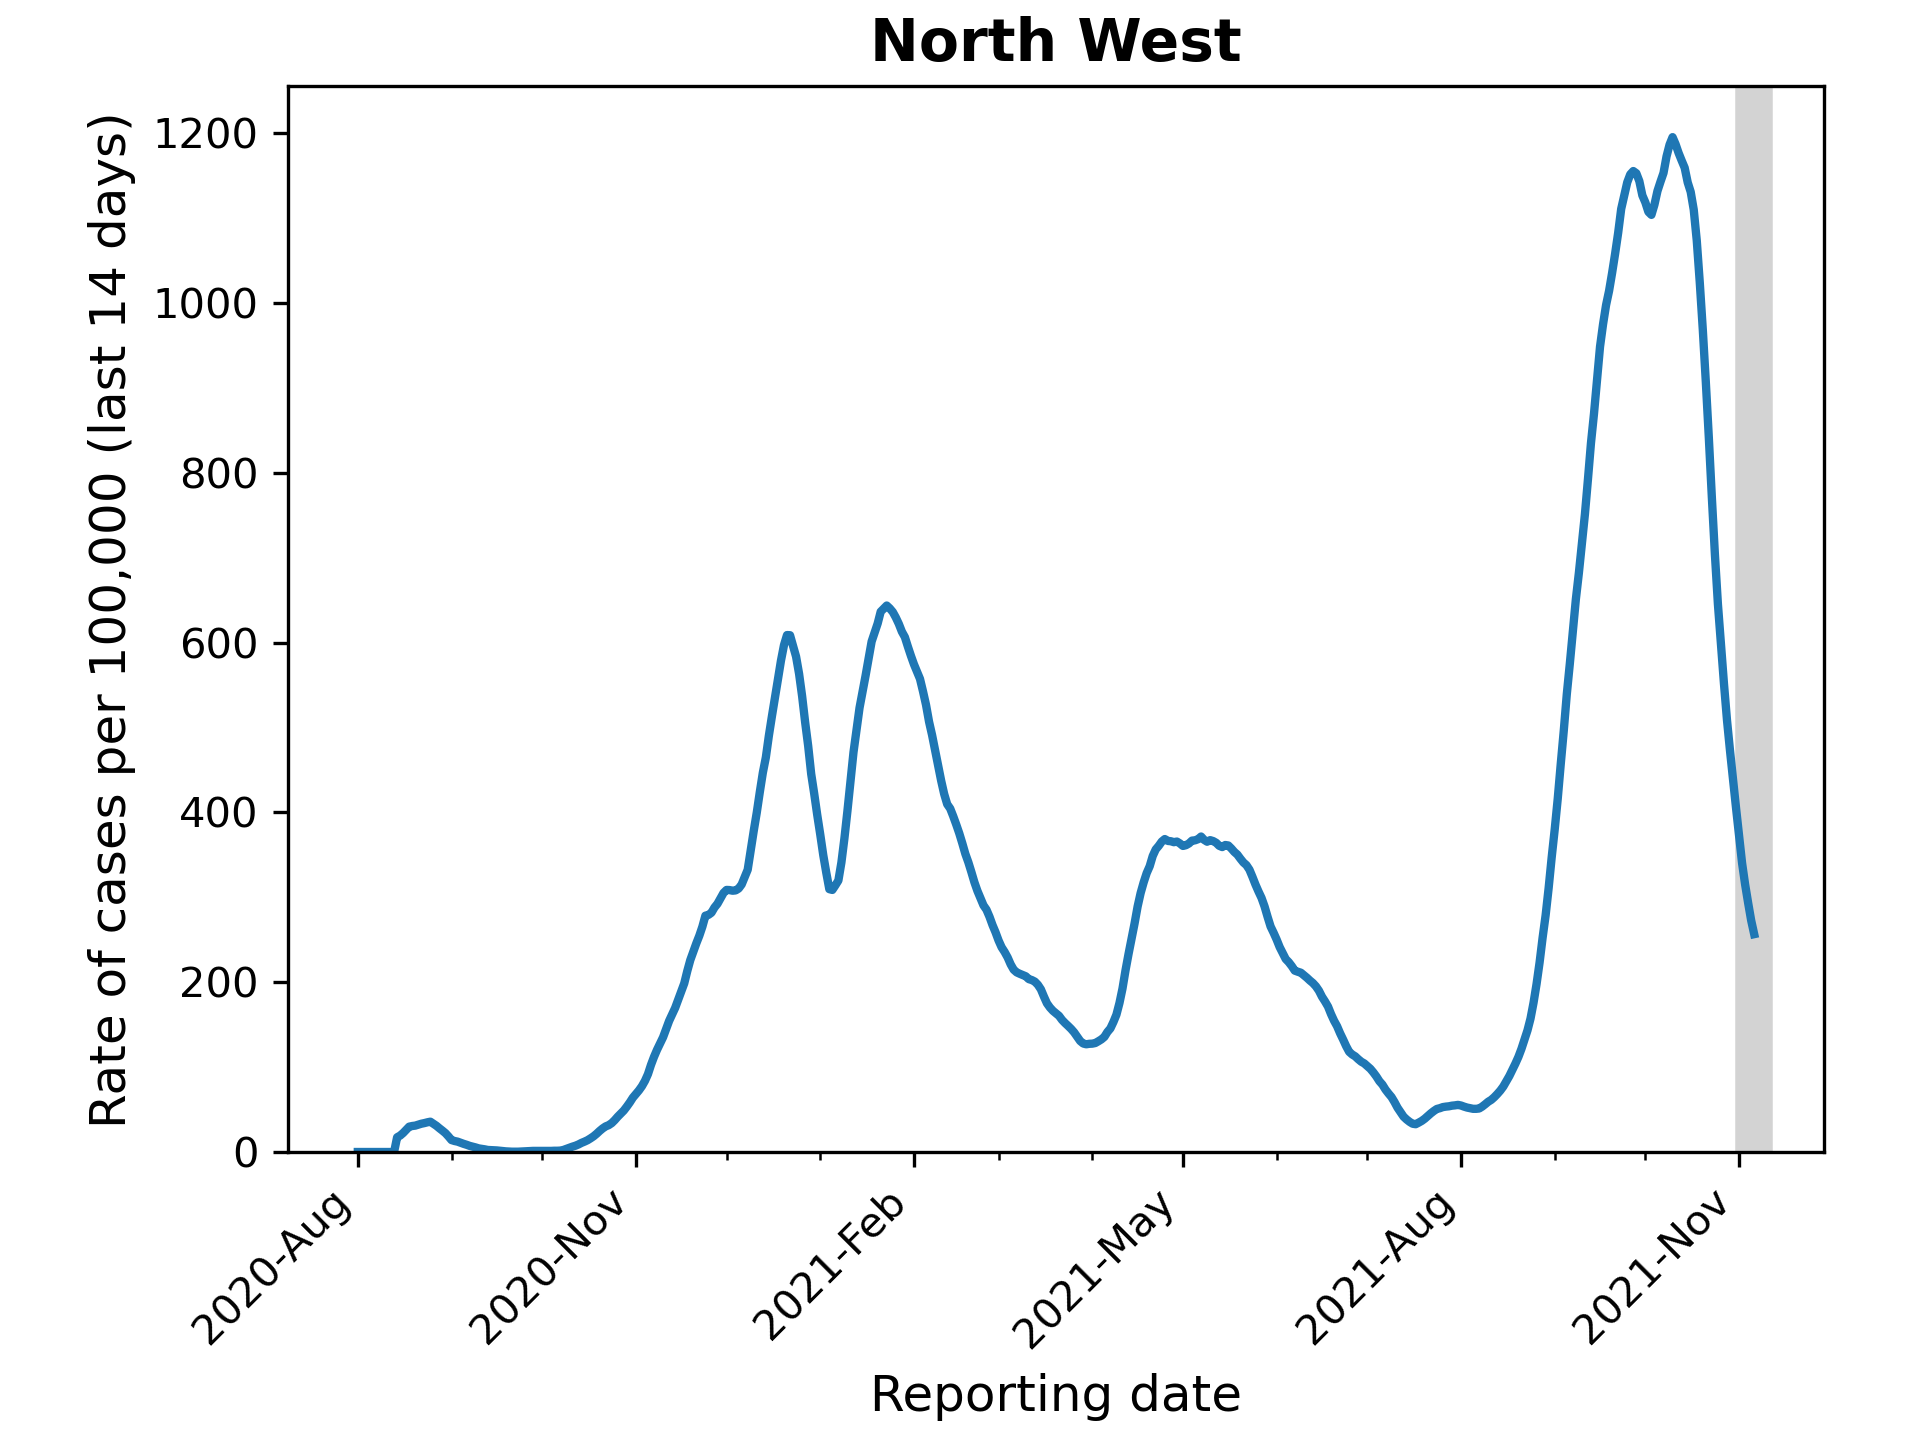 North West
Rate of cases per 100,000 (last 14 days)
1200
1000
800
600
400
200
0
2020-Aug
2020-Nov
2021-Feb
2021-May
2021-Aug
2021-Nov
Reporting date